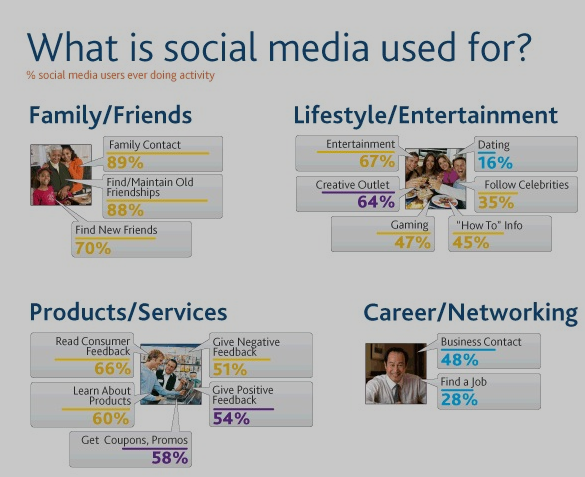 What is social media used for?
% social media users ever doing activity
Family/Friends
Family Contact
89%
Find/Maintain Old
Friendships
88%
Find New Friends
70%
Lifestyle/Entertainment
Entertainment
67%
Dating
16%
Creative Outlet
64%
Follow Celebrities
35%
Gaming
47%
"How To" Info
45%
Products/Services
Read Consumer
Feedback
66%
Give Negative
Feedback
51%
Learn About
Products
60%
Give Positive
Feedback
54%
Get Coupons, Promos
58%
Career/Networking
Business Contact
48%
Find a Job
28%